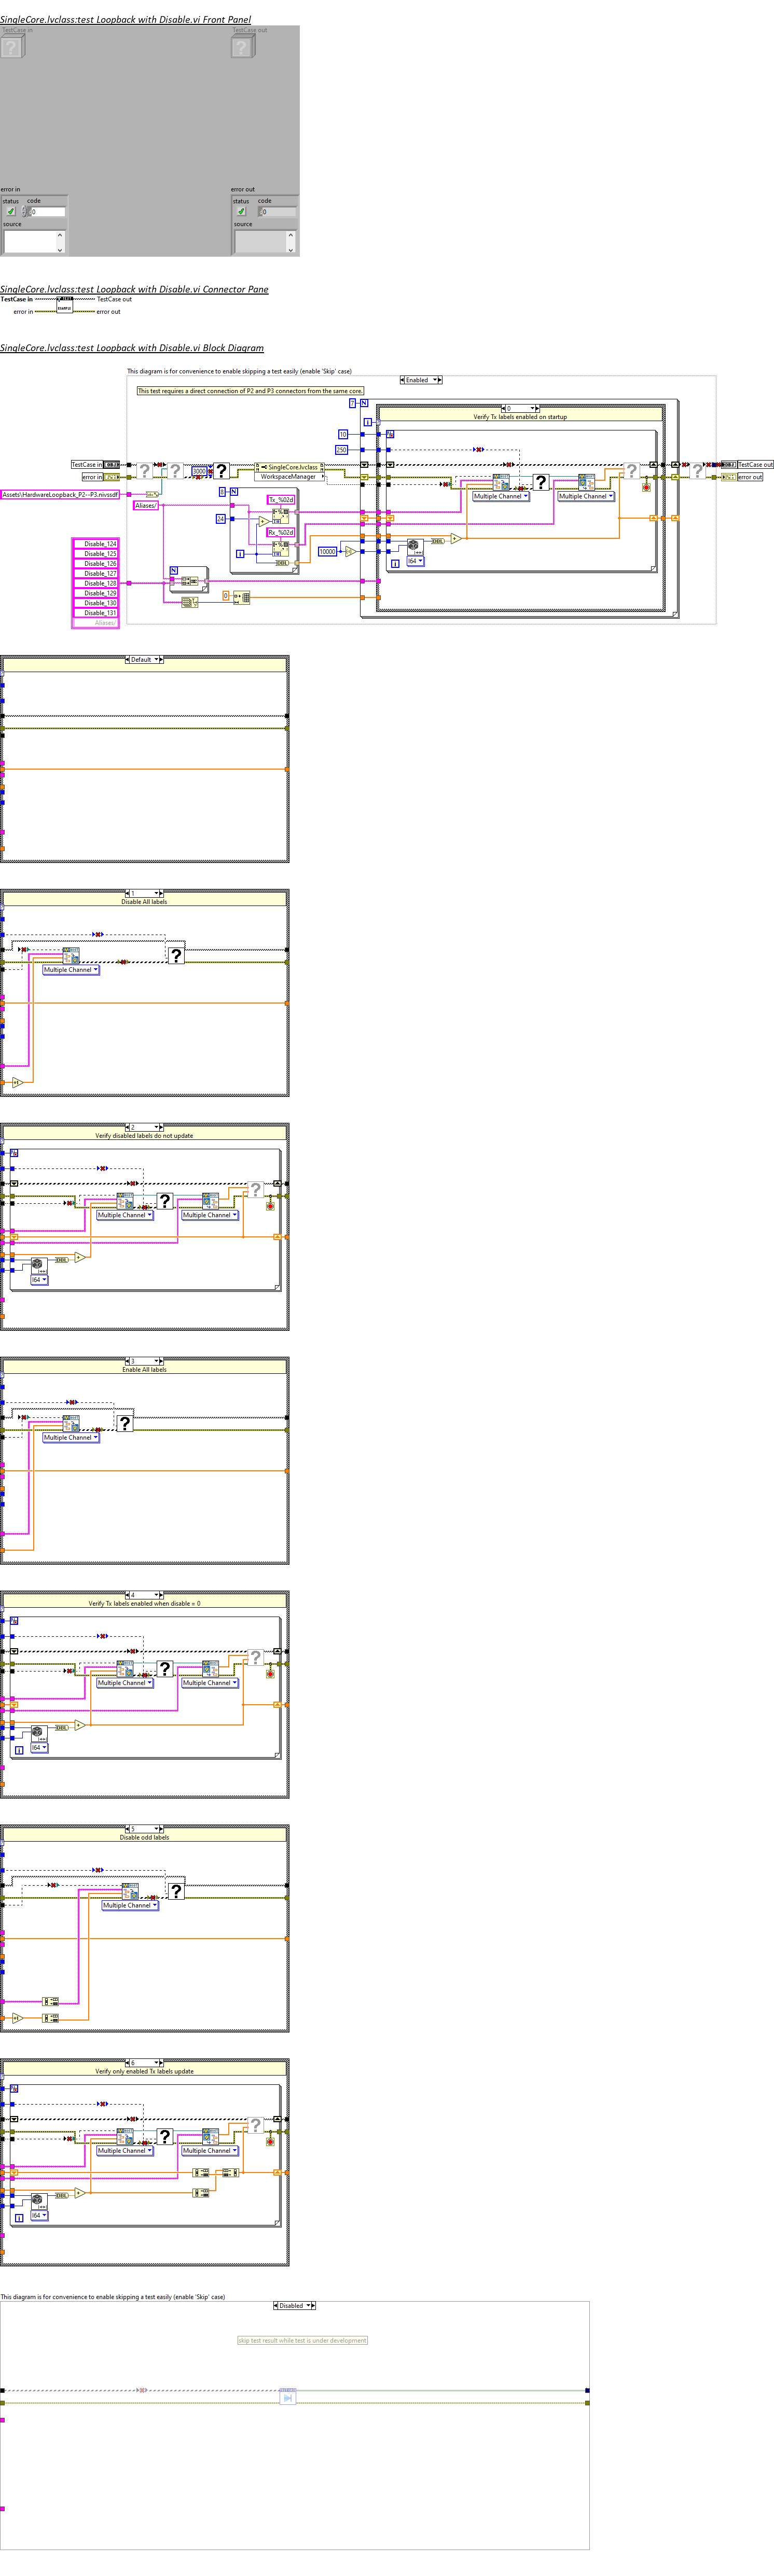 SingleCore.lvclass:test Loopback with Disable.vi Front Panel
TestCase in
TestCase out
error in
error out
status code
0
source
status code
0
source
SingleCore.lvclass:test Loopback with Disable.vi Connector Pane
TestCase in
TestCase out
error in
error out
SingleCore.lvclass:test Loopback with Disable.vi Block Diagram
This diagram is for convenience to enable skipping a test easily (enable 'Skip' case)
Enabled
This test requires a direct connection of P2 and P3 connectors from the same core.
7
N
0
Verify Tx labels enabled on startup
i
10
250
TestCase in
error in
3000
SingleCore.lvclass
WorkspaceManager
TestCase out
error out
Multiple Channel
Multiple Channel
Assets\HardwareLoopback_P2--P3.nivssdf
Aliases/
8
N
Tx_%02d
24
Rx_%02d
i
DBL
10000
I64
i
Disable_124
Disable_125
Disable_126
Disable_127
Disable_128
Disable_129
Disable_130
Disable_131
Aliases/
N
0
Default
1
Disable All labels
Multiple Channel
2
Verify disabled labels do not update
Multiple Channel
Multiple Channel
DBL
I64
3
Enable All labels
Multiple Channel
4
Verify Tx labels enabled when disable = 0
Multiple Channel
Multiple Channel
DBL
I64
i
5
Disable odd labels
Multiple Channel
6
Verify only enabled Tx labels update
Multiple Channel
Multiple Channel
DBL
I64
i
This diagram is for convenience to enable skipping a test easily (enable 'Skip' case)
Disabled
skip test result while test is under development